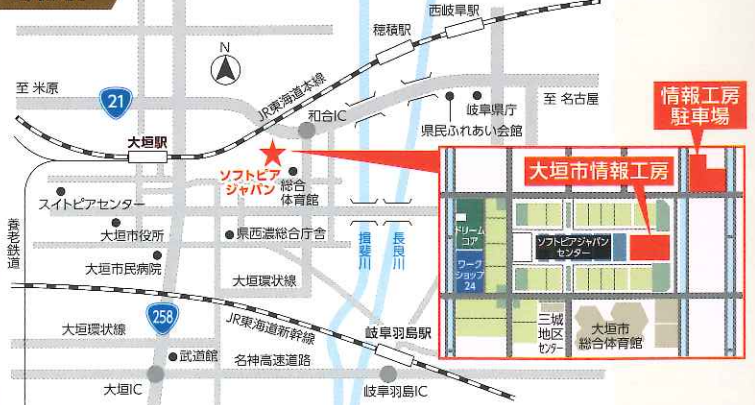 西岐阜駅
穂積駅
N
至 米原
21
JR東海道本線
和合IC
岐阜県庁
県民ふれあい会館
至 名古屋
情報工房
駐車場
大垣駅
ソフトピア
ジャパン
総合
体育館
大垣市情報工房
スイトピアセンター
養老鉄道
大垣市役所
県西濃総合庁舎
揖斐川
長良川
ドリーム
コア
ソフトピアジャパン
センター
ワーク
ショップ
24
大垣市民病院
大垣環状線
258
JR東海道新幹線
岐阜羽島駅
三城
地区
センター
大垣市
総合体育館
大垣環状線
武道館
名神高速道路
大垣IC
岐阜羽島IC